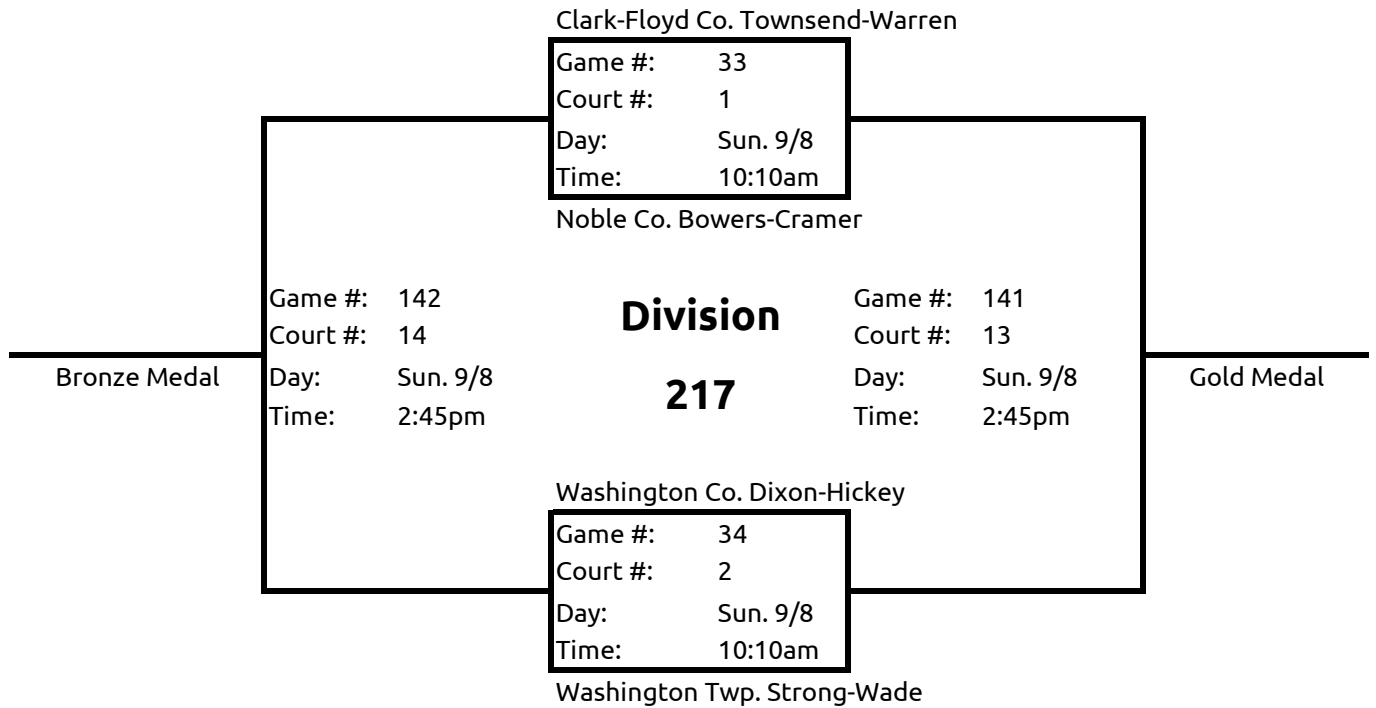 Clark-Floyd Co. Townsend-Warren
Game #: 33
Court #: 1
Day: Sun. 9/8
Time: 10:10am
Noble Co. Bowers-Cramer
Game #: 142
Court #: 14
Day: Sun. 9/8
Time: 2:45pm
Bronze Medal
Division
217
Game #: 141
Court #: 13
Day: Sun. 9/8
Time: 2:45pm
Gold Medal
Washington Co. Dixon-Hickey
Game #: 34
Court #: 2
Day: Sun. 9/8
Time: 10:10am
Washington Twp. Strong-Wade